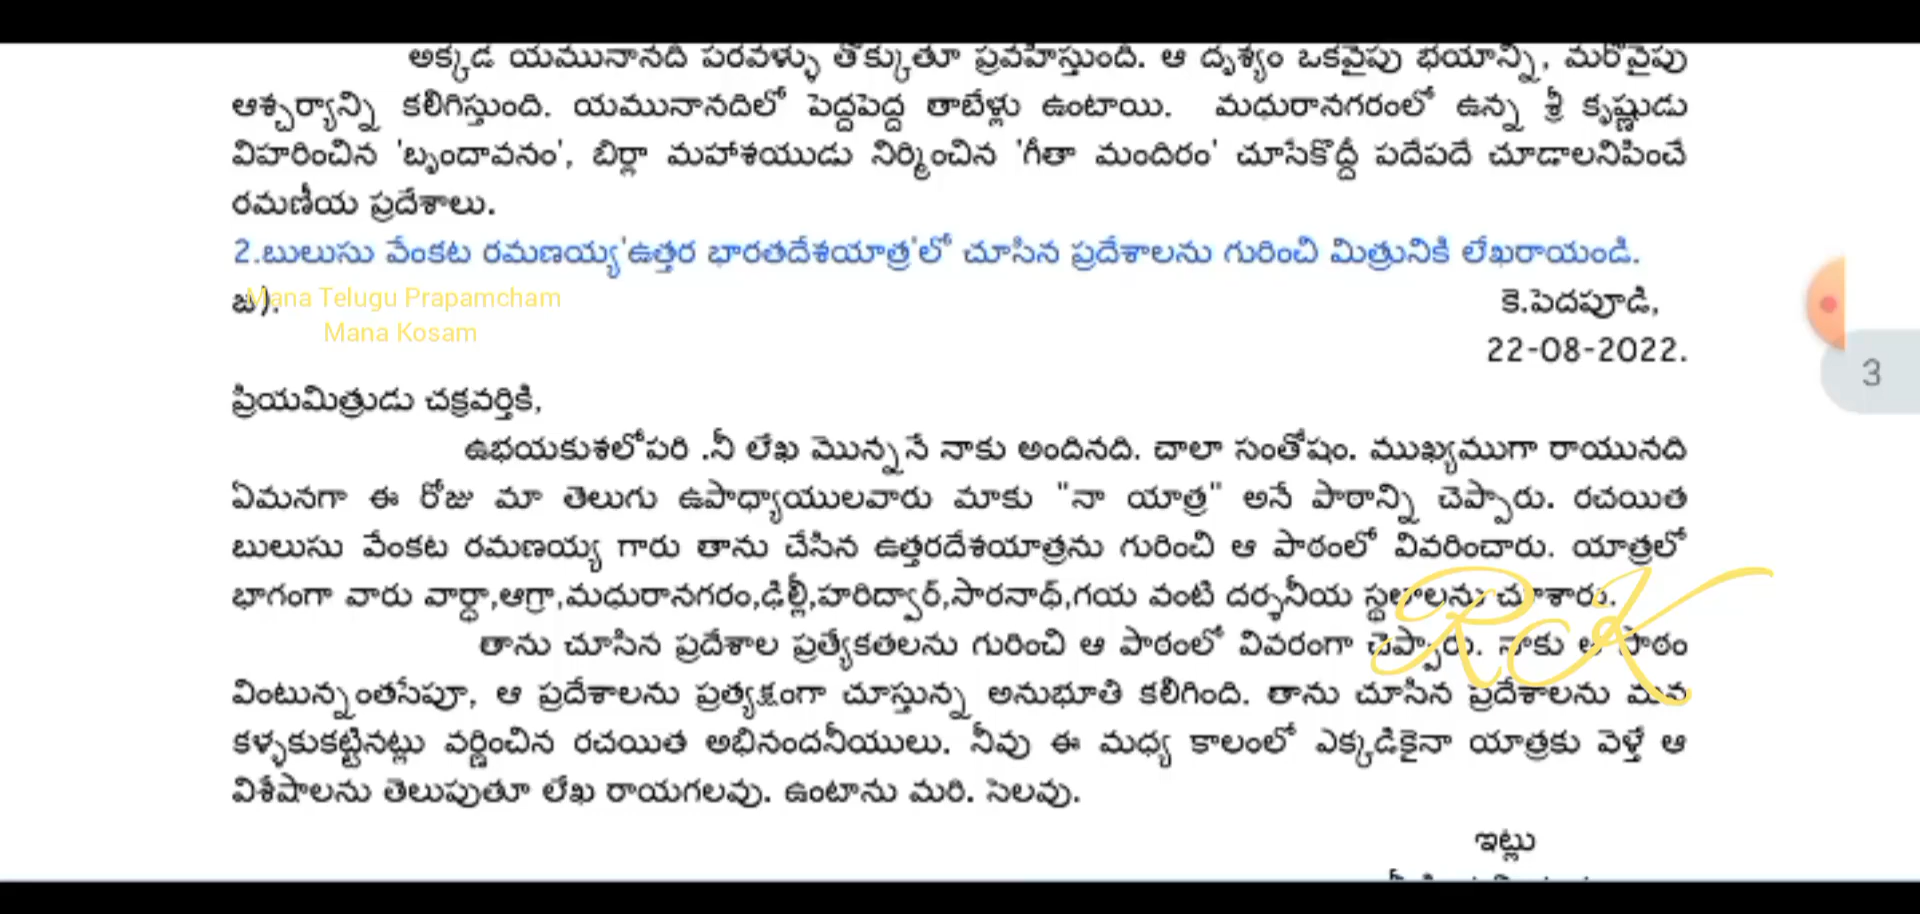 అక్కడ యమునానది పరవళ్ళు తొక్కుతూ ప్రవహిస్తుంది. ఆ దృశ్యం ఒకవైపు భయాన్ని, మరోవైపు
ఆశ్చర్యాన్ని కలిగిస్తుంది. యమునానదిలో పెద్దపెద్ద తాబేళ్లు ఉంటాయి. మధురానగరంలో ఉన్న శ్రీ కృష్ణుడు
విహరించిన 'బృందావనం', బిర్లా మహాశయుడు నిర్మించిన 'గీతా మందిరం' చూసేకొద్దీ పదేపదే చూడాలనిపించే
రమణీయ ప్రదేశాలు.
2.బులుసు వేంకట రమణయ్య'ఉత్తర భారతదేశయాత్ర'లో చూసిన ప్రదేశాలను గురించి మిత్రునికి లేఖరాయండి.
జ). కె.పెదపూడి,
Mana Telugu Prapamcham
Mana Kosam
22-08-2022.
3
ప్రియమిత్రుడు చక్రవర్తికి,
ఉభయకుశలోపరి .నీ లేఖ మొన్ననే నాకు అందినది. చాలా సంతోషం. ముఖ్యముగా రాయునది
ఏమనగా ఈ రోజు మా తెలుగు ఉపాధ్యాయులవారు మాకు "నా యాత్ర" అనే పాఠాన్ని చెప్పారు. రచయిత
బులుసు వేంకట రమణయ్య గారు తాను చేసిన ఉత్తరదేశయాత్రను గురించి ఆ పాఠంలో వివరించారు. యాత్రలో
భాగంగా వారు వార్ధా,ఆగ్రా,మధురానగరం,ఢిల్లీ,హరిద్వార్,సారనాథ్,గయ వంటి దర్శనీయ స్థలాలను చూశారు.
తాను చూసిన ప్రదేశాల ప్రత్యేకతలను గురించి ఆ పాఠంలో వివరంగా చెప్పారు. నాకు ఆ పాఠం
వింటున్నంతసేపూ, ఆ ప్రదేశాలను ప్రత్యక్షంగా చూస్తున్న అనుభూతి కలిగింది. తాను చూసిన ప్రదేశాలను మన
కళ్ళకుకట్టినట్లు వర్ణించిన రచయిత అభినందనీయులు. నీవు ఈ మధ్య కాలంలో ఎక్కడికైనా యాత్రకు వెళ్తే ఆ
విశేషాలను తెలుపుతూ లేఖ రాయగలవు. ఉంటాను మరి. సెలవు.
RCK
ఇట్లు